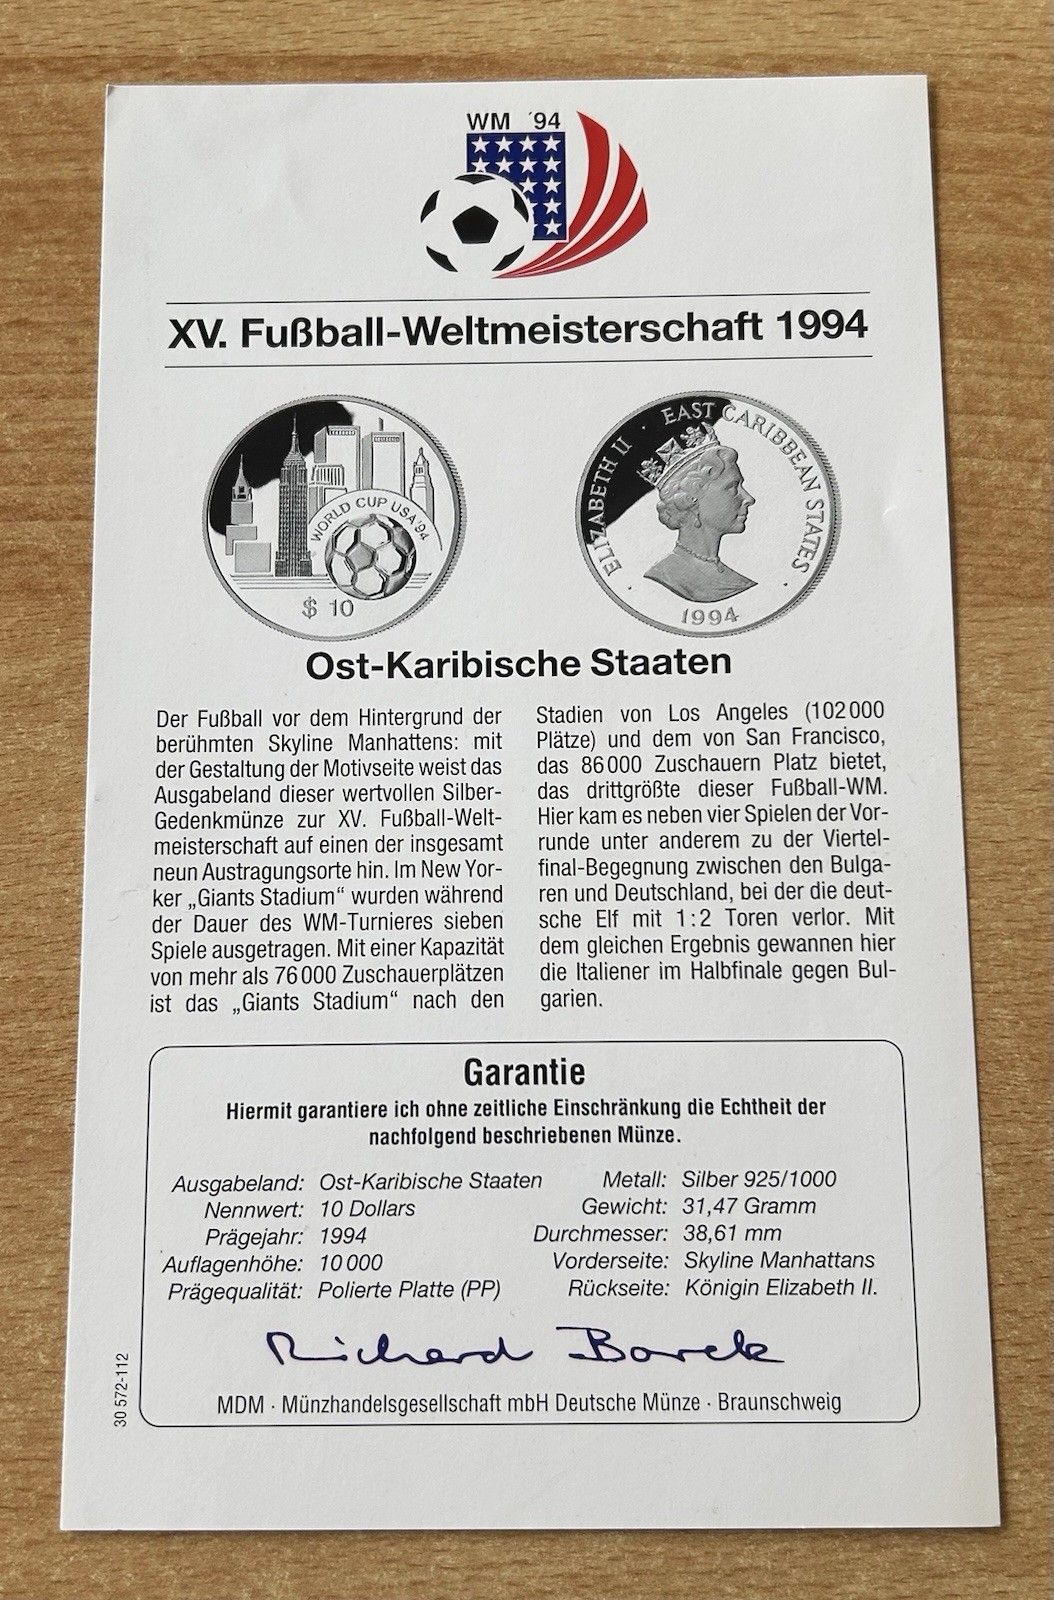 WM ´94
XV. Fußball-Weltmeisterschaft 1994
WORLD CUP USA '94
$ 10
ELIZABETH II · EAST CARIBBEAN STATES ·
1994
Ost-Karibische Staaten
Der Fußball vor dem Hintergrund der
berühmten Skyline Manhattens: mit
der Gestaltung der Motivseite weist das
Ausgabeland dieser wertvollen Silber-
Gedenkmünze zur XV. Fußball-Welt-
meisterschaft auf einen der insgesamt
neun Austragungsorte hin. Im New Yor-
ker „Giants Stadium“ wurden während
der Dauer des WM-Turnieres sieben
Spiele ausgetragen. Mit einer Kapazität
von mehr als 76 000 Zuschauerplätzen
ist das „Giants Stadium“ nach den
Stadien von Los Angeles (102 000
Plätze) und dem von San Francisco,
das 86 000 Zuschauern Platz bietet,
das drittgrößte dieser Fußball-WM.
Hier kam es neben vier Spielen der Vor-
runde unter anderem zu der Viertel-
final-Begegnung zwischen den Bulga-
ren und Deutschland, bei der die deut-
sche Elf mit 1:2 Toren verlor. Mit
dem gleichen Ergebnis gewannen hier
die Italiener im Halbfinale gegen Bul-
garien.
Garantie
Hiermit garantiere ich ohne zeitliche Einschränkung die Echtheit der
nachfolgend beschriebenen Münze.
Ausgabeland: Ost-Karibische Staaten
Nennwert: 10 Dollars
Prägejahr: 1994
Auflagenhöhe: 10 000
Prägequalität: Polierte Platte (PP)
Metall: Silber 925/1000
Gewicht: 31,47 Gramm
Durchmesser: 38,61 mm
Vorderseite: Skyline Manhattans
Rückseite: Königin Elizabeth II.
Richard Borek
MDM · Münzhandelsgesellschaft mbH Deutsche Münze · Braunschweig
30 572-112